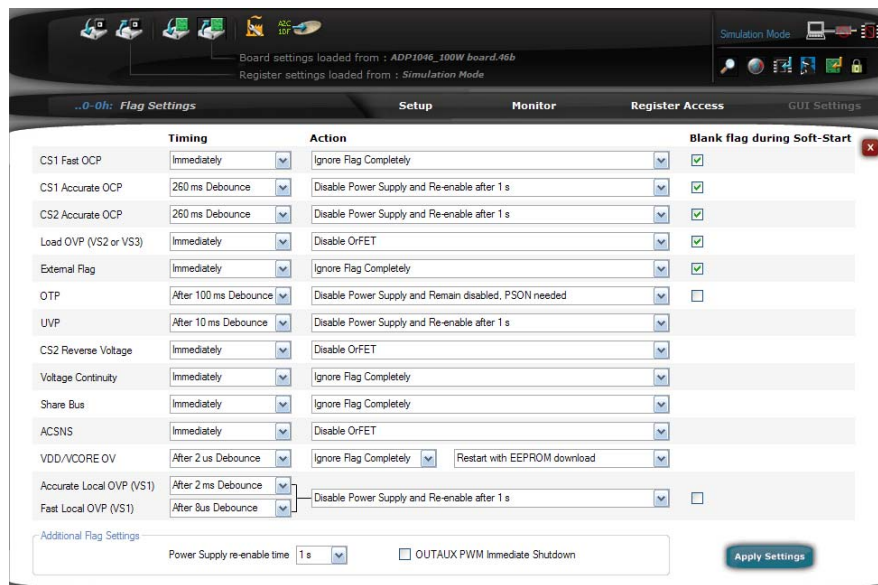 A2C
1DF
Simulation Mode
Board settings loaded from : ADP1046_100W board.46b
Register settings loaded from : Simulation Mode
..0-0h: Flag Settings Setup Monitor Register Access GUI Settings
Timing Action Blank flag during Soft-Start
X
CS1 Fast OCP Immediately Ignore Flag Completely
CS1 Accurate OCP 260 ms Debounce Disable Power Supply and Re-enable after 1 s
CS2 Accurate OCP 260 ms Debounce Disable Power Supply and Re-enable after 1 s
Load OVP (VS2 or VS3) Immediately Disable OrFET
External Flag Immediately Ignore Flag Completely
OTP After 100 ms Debounce Disable Power Supply and Remain disabled, PSON needed
UVP After 10 ms Debounce Disable Power Supply and Re-enable after 1 s
CS2 Reverse Voltage Immediately Disable OrFET
Voltage Continuity Immediately Ignore Flag Completely
Share Bus Immediately Ignore Flag Completely
ACSNS Immediately Disable OrFET
VDD/VCORE OV After 2 us Debounce Ignore Flag Completely Restart with EEPROM download
Accurate Local OVP (VS1) After 2 ms Debounce
Disable Power Supply and Re-enable after 1 s
Fast Local OVP (VS1) After 8us Debounce
Additional Flag Settings
Power Supply re-enable time 1 s OUTAUX PWM Immediate Shutdown
Apply Settings